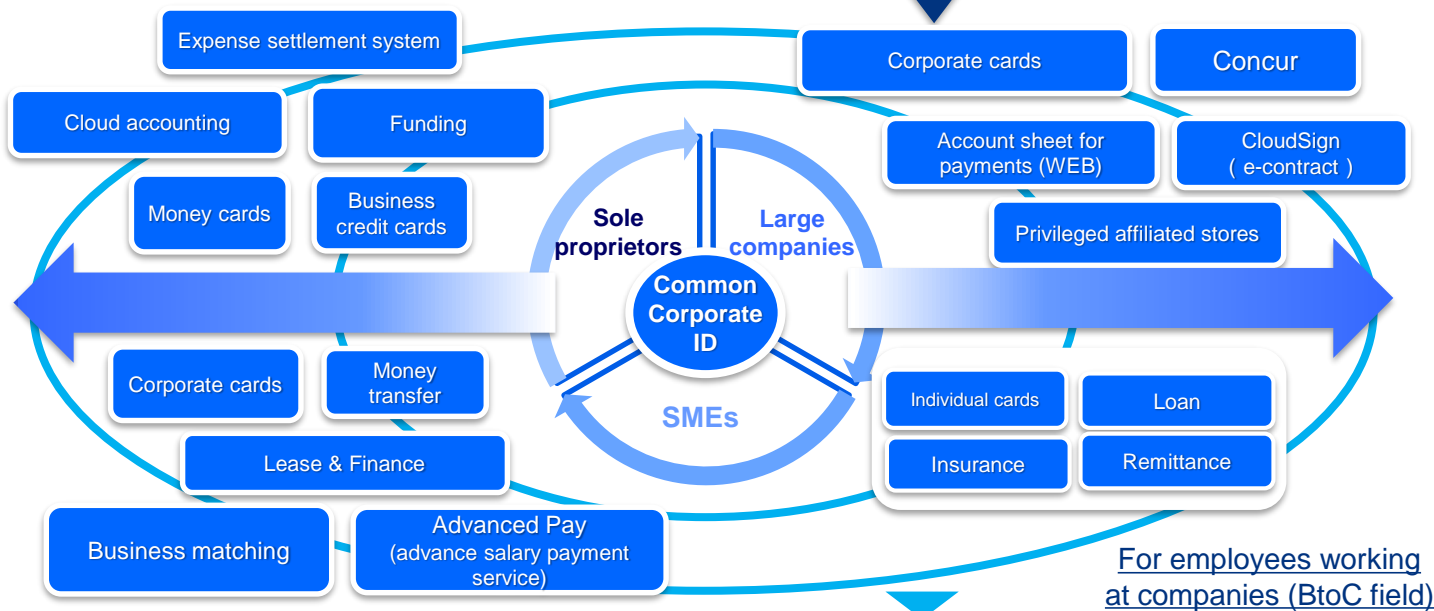 Expense settlement system
Corporate cards
Concur
Cloud accounting
Funding
Account sheet for
payments (WEB)
CloudSign
( e-contract )
Money cards
Business
credit cards
Sole
proprietors
Large
companies
Privileged affiliated stores
Common
Corporate
ID
Corporate cards
Money
transfer
SMEs
Individual cards
Loan
Lease & Finance
Insurance
Remittance
Business matching
Advanced Pay
(advance salary payment
service)
For employees working
at companies (BtoC field)